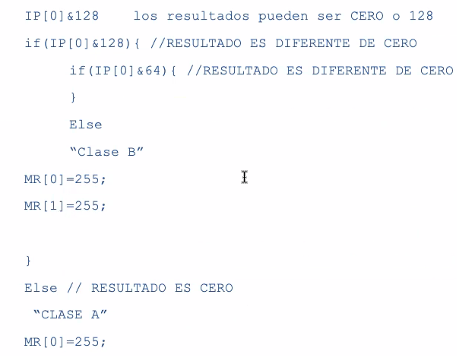 IP[0]&128    los resultados pueden ser CERO o 128
if(IP[0]&128){ //RESULTADO ES DIFERENTE DE CERO
if(IP[0]&64){ //RESULTADO ES DIFERENTE DE CERO
}
Else
“Clase B”
MR[0]=255;
MR[1]=255;
}
Else // RESULTADO ES CERO
“CLASE A”
MR[0]=255;